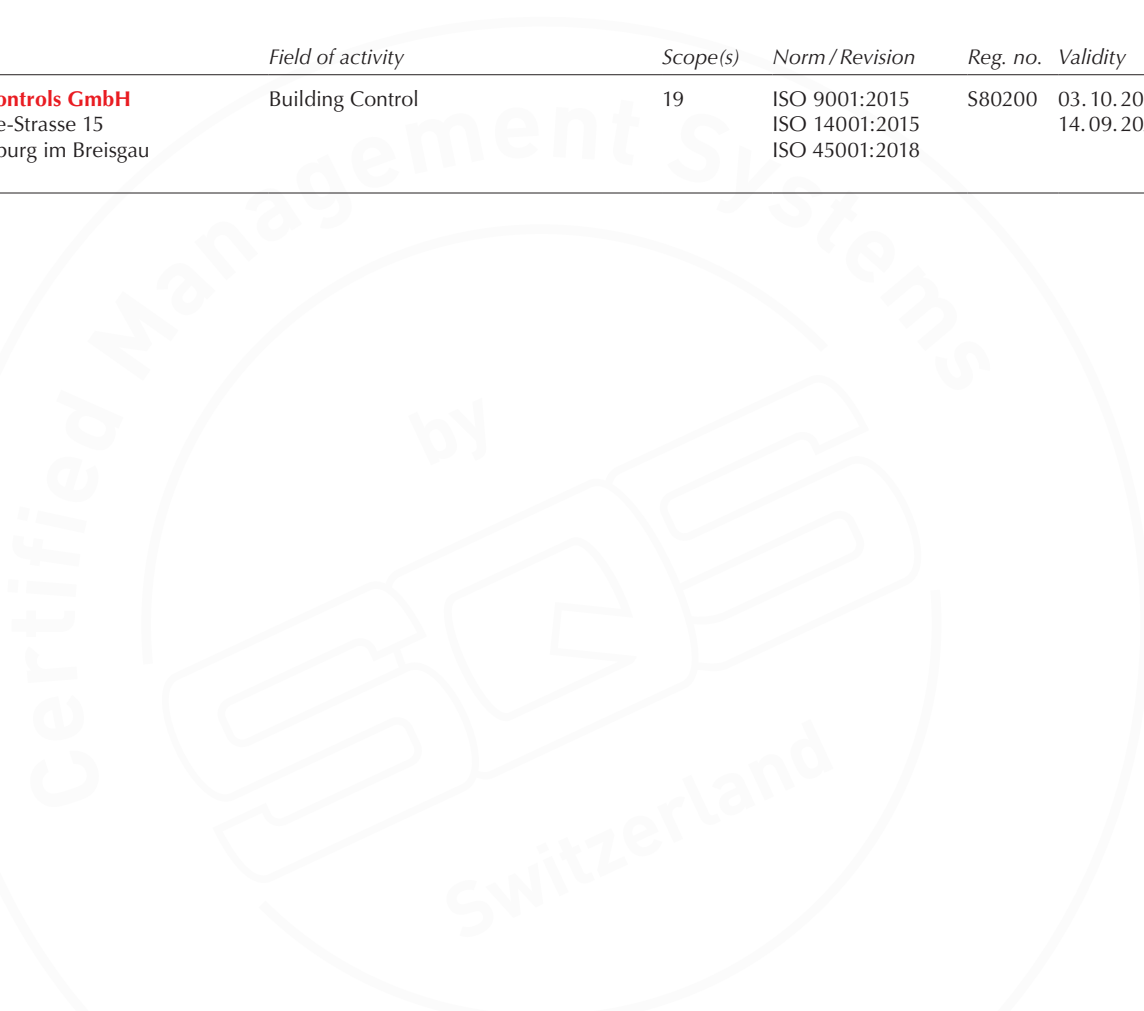 Field of activity Scope(s) Norm / Revision Reg. no. Validity
ontrols GmbH Building Control 19 ISO 9001:2015 S80200 03.10.20
e-Strasse 15 ISO 14001:2015 14.09.20
burg im Breisgau ISO 45001:2018
Certified Management Systems
by
SQS
Switzerland